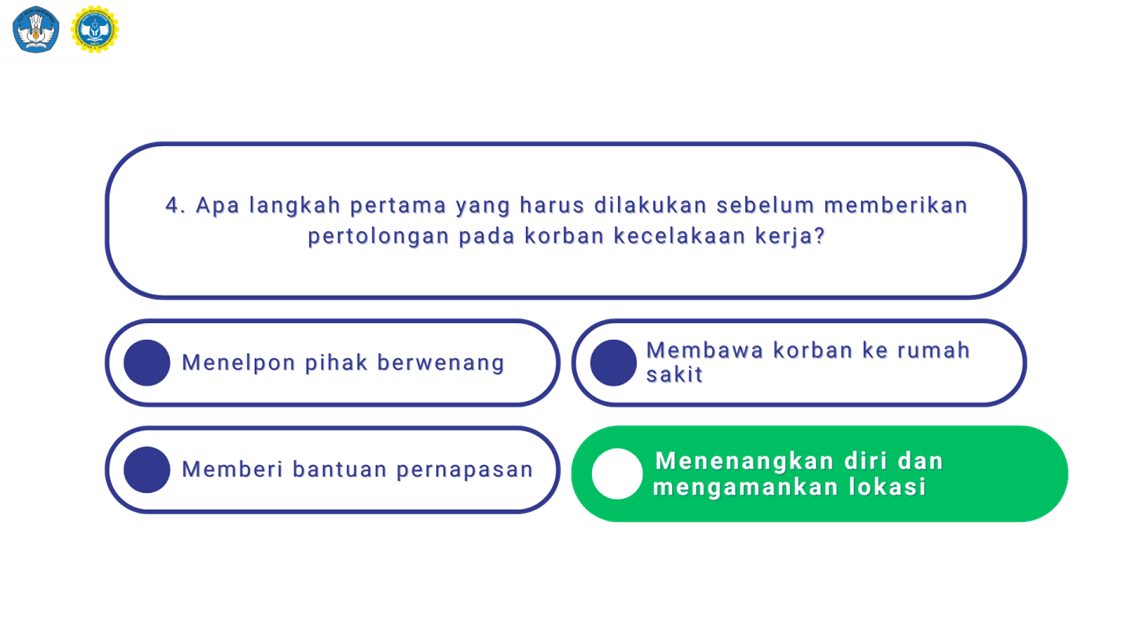 4. Apa langkah pertama yang harus dilakukan sebelum memberikan
pertolongan pada korban kecelakaan kerja?
Menelpon pihak berwenang
Membawa korban ke rumah
sakit
Memberi bantuan pernapasan
Menenangkan diri dan
mengamankan lokasi